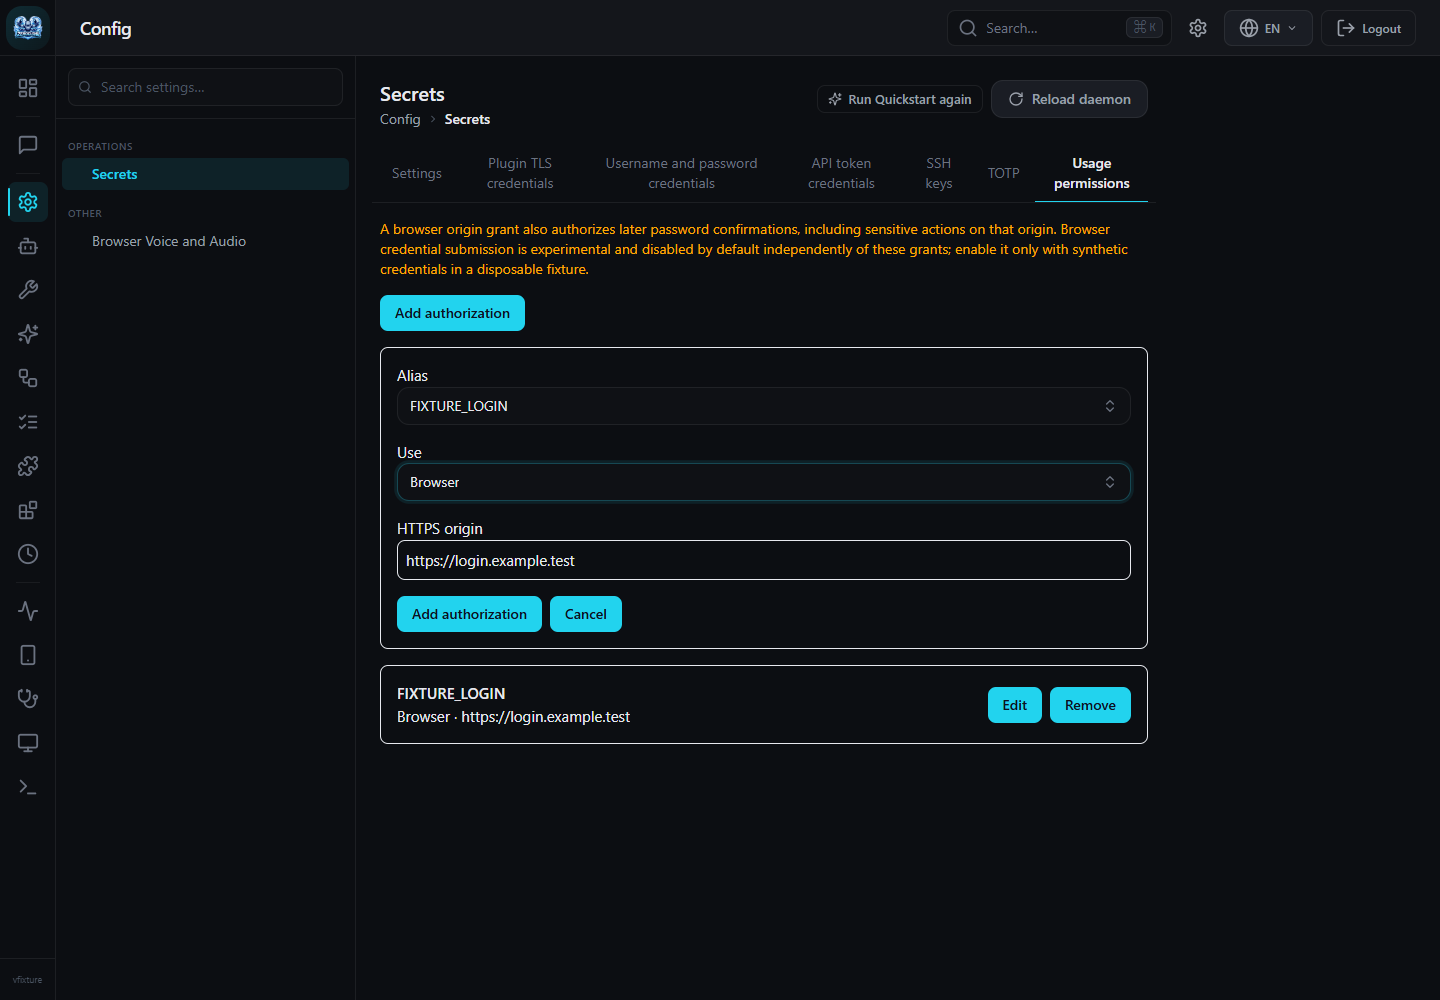 Config
Search...
⌘ K
EN
Logout
Search settings...
OPERATIONS
Secrets
OTHER
Browser Voice and Audio
Secrets
Config > Secrets
Run Quickstart again
Reload daemon
Settings
Plugin TLS
credentials
Username and password
credentials
API token
credentials
SSH
keys
TOTP
Usage
permissions
A browser origin grant also authorizes later password confirmations, including sensitive actions on that origin. Browser
credential submission is experimental and disabled by default independently of these grants; enable it only with synthetic
credentials in a disposable fixture.
Add authorization
Alias
FIXTURE_LOGIN
Use
Browser
HTTPS origin
https://login.example.test
Add authorization
Cancel
FIXTURE_LOGIN
Browser · https://login.example.test
Edit
Remove
vfixture